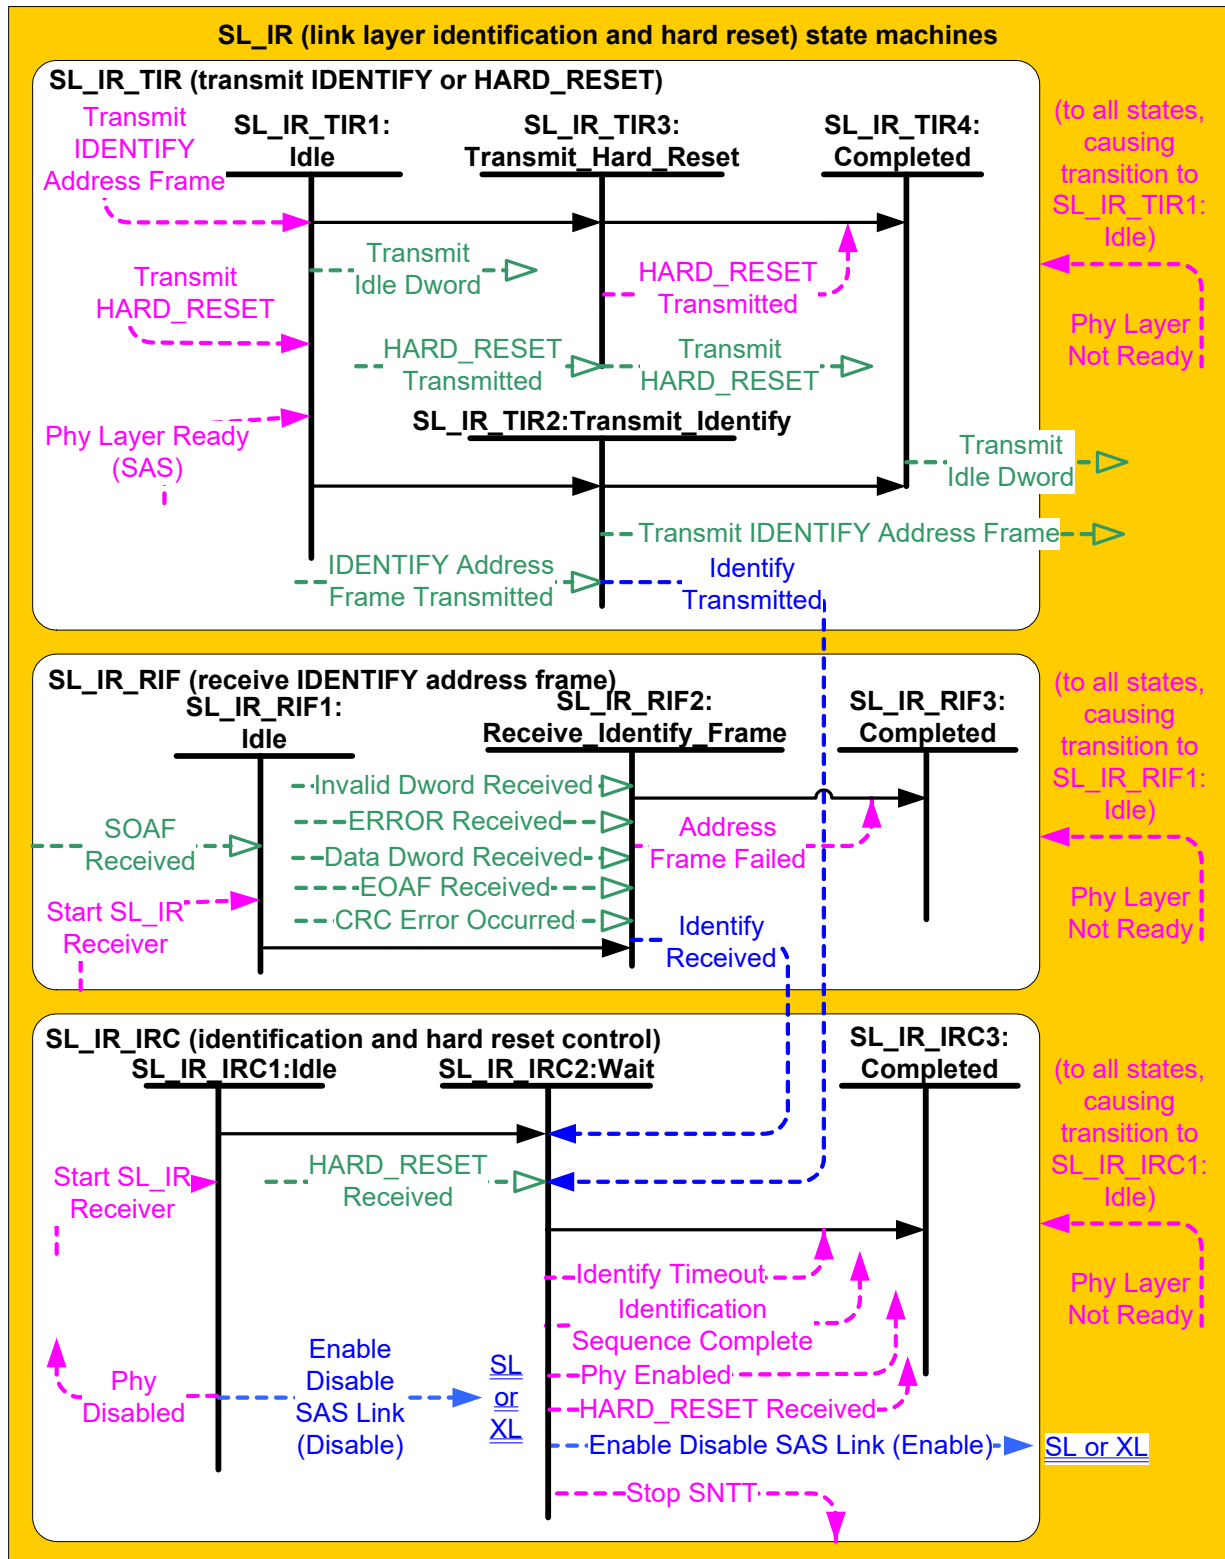 SL_IR (link layer identification and hard reset) state machines
SL_IR_TIR (transmit IDENTIFY or HARD_RESET)
Transmit
IDENTIFY
Address Frame
SL_IR_TIR1:
Idle
SL_IR_TIR3:
Transmit_Hard_Reset
SL_IR_TIR4:
Completed
(to all states,
causing
transition to
SL_IR_TIR1:
Idle)
Transmit
Idle Dword
Transmit
HARD_RESET
HARD_RESET
Transmitted
Phy Layer
Not Ready
HARD_RESET
Transmitted
Transmit
HARD_RESET
Phy Layer Ready
(SAS)
SL_IR_TIR2:Transmit_Identify
Transmit
Idle Dword
Transmit IDENTIFY Address Frame
IDENTIFY Address
Frame Transmitted
Identify
Transmitted
SL_IR_RIF (receive IDENTIFY address frame)
SL_IR_RIF1:
Idle
SL_IR_RIF2:
Receive_Identify_Frame
SL_IR_RIF3:
Completed
(to all states,
causing
transition to
SL_IR_RIF1:
Idle)
Invalid Dword Received
ERROR Received
Data Dword Received
EOAF Received
CRC Error Occurred
SOAF
Received
Address
Frame Failed
Start SL_IR
Receiver
Identify
Received
Phy Layer
Not Ready
SL_IR_IRC (identification and hard reset control)
SL_IR_IRC1:Idle
SL_IR_IRC2:Wait
SL_IR_IRC3:
Completed
(to all states,
causing
transition to
SL_IR_IRC1:
Idle)
Start SL_IR
Receiver
HARD_RESET
Received
Identify Timeout
Identification
Sequence Complete
Phy Layer
Not Ready
Phy
Disabled
Enable
Disable
SAS Link
(Disable)
SL
or
XL
Phy Enabled
HARD_RESET Received
Enable Disable SAS Link (Enable)
SL or XL
Stop SNTT